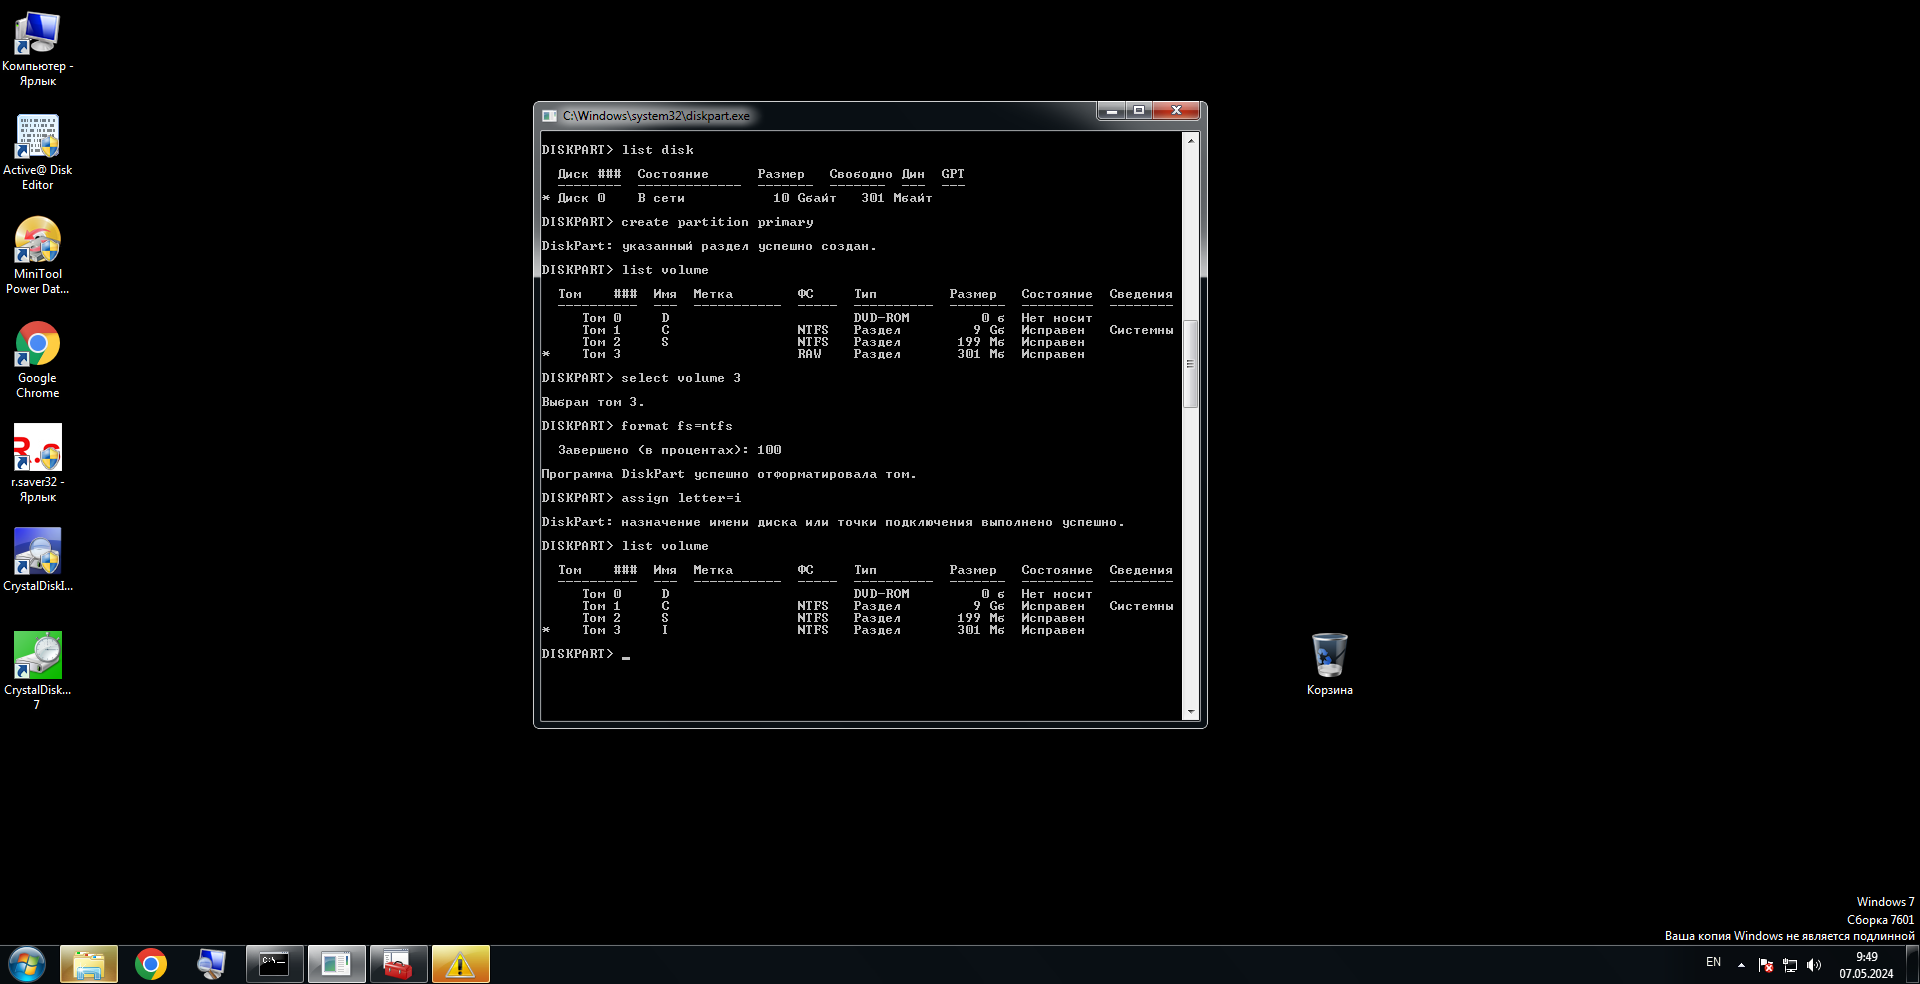 Компьютер -
Ярлык
Active@ Disk
Editor
MiniTool
Power Dat...
Google
Chrome
R.s
r.saver32 -
Ярлык
CrystalDiskI...
CrystalDisk...
7
C:\Windows\system32\diskpart.exe
DISKPART> list disk
Диск ### Состояние Размер Свободно Дин GPT
-------- ------------- ------- ------- --- ---
* Диск 0 В сети 10 Gбайт 301 Mбайт
DISKPART> create partition primary
DiskPart: указанный раздел успешно создан.
DISKPART> list volume
Том ### Имя Метка ФС Тип Размер Состояние Сведения
---------- --- ----------- ----- ---------- ------- --------- --------
Том 0 D DVD-ROM 0 б Нет носит
Том 1 C NTFS Раздел 9 Gб Исправен Системны
Том 2 S NTFS Раздел 199 Mб Исправен
* Том 3 RAW Раздел 301 Mб Исправен
DISKPART> select volume 3
Выбран том 3.
DISKPART> format fs=ntfs
Завершено (в процентах): 100
Программа DiskPart успешно отформатировала том.
DISKPART> assign letter=i
DiskPart: назначение имени диска или точки подключения выполнено успешно.
DISKPART> list volume
Том ### Имя Метка ФС Тип Размер Состояние Сведения
---------- --- ----------- ----- ---------- ------- --------- --------
Том 0 D DVD-ROM 0 б Нет носит
Том 1 C NTFS Раздел 9 Gб Исправен Системны
Том 2 S NTFS Раздел 199 Mб Исправен
* Том 3 I NTFS Раздел 301 Mб Исправен
DISKPART> _
Корзина
Windows 7
Сборка 7601
Ваша копия Windows не является подлинной
C:\_
EN
9:49
07.05.2024